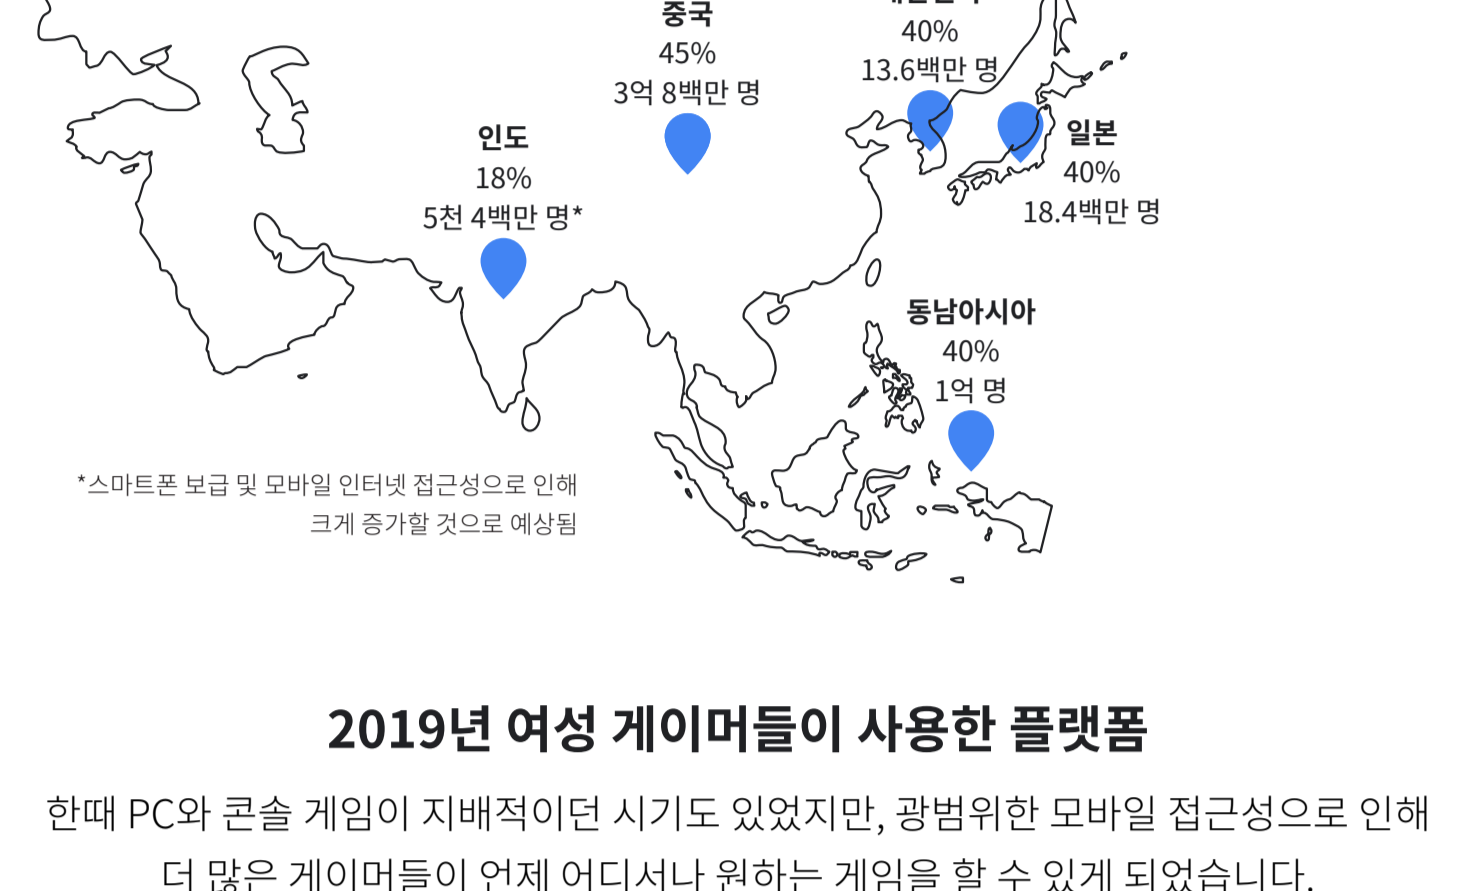 중국
45%
3억 8백만 명
40%
13.6백만 명
인도
18%
5천 4백만 명*
일본
40%
18.4백만 명
동남아시아
40%
1억 명
*스마트폰 보급 및 모바일 인터넷 접근성으로 인해
크게 증가할 것으로 예상됨
2019년 여성 게이머들이 사용한 플랫폼
한때 PC와 콘솔 게임이 지배적이던 시기도 있었지만, 광범위한 모바일 접근성으로 인해
더 많은 게이머들이 언제 어디서나 원하는 게임을 할 수 있게 되었습니다.